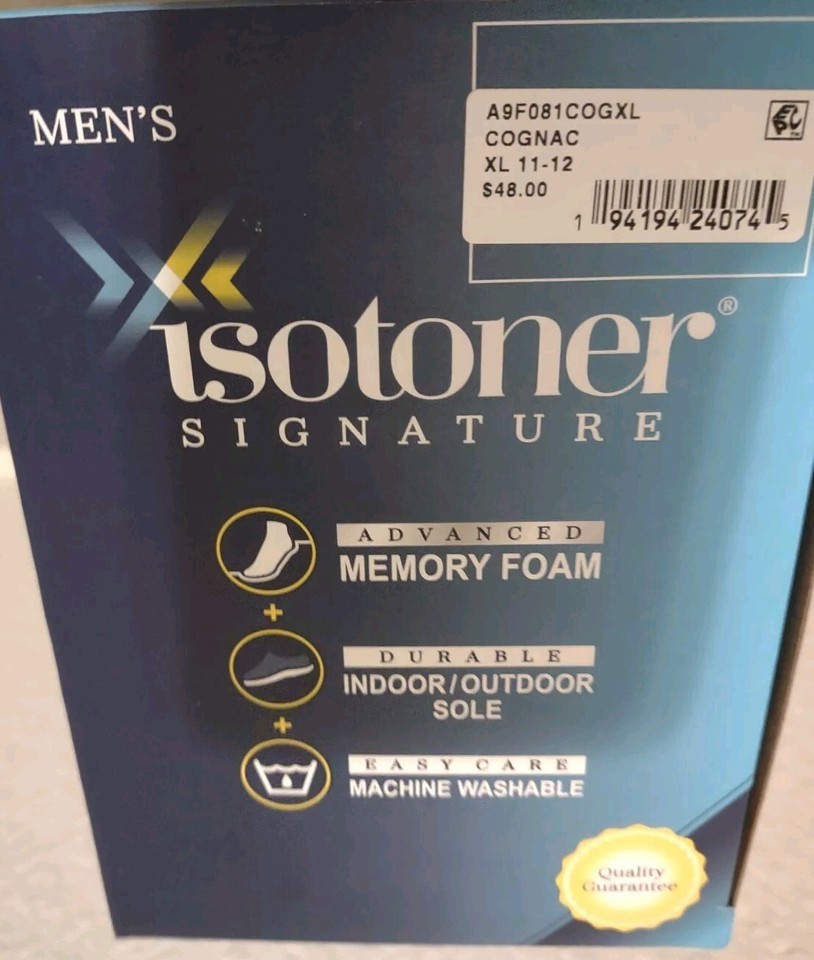 MEN'S
A9F081COGXL
COGNAC
XL 11-12
$48.00
1 94194 24074 5
EPC
isotoner®
SIGNATURE
ADVANCED
MEMORY FOAM
+
DURABLE
INDOOR/OUTDOOR
SOLE
+
EASY CARE
MACHINE WASHABLE
Quality
Guarantee